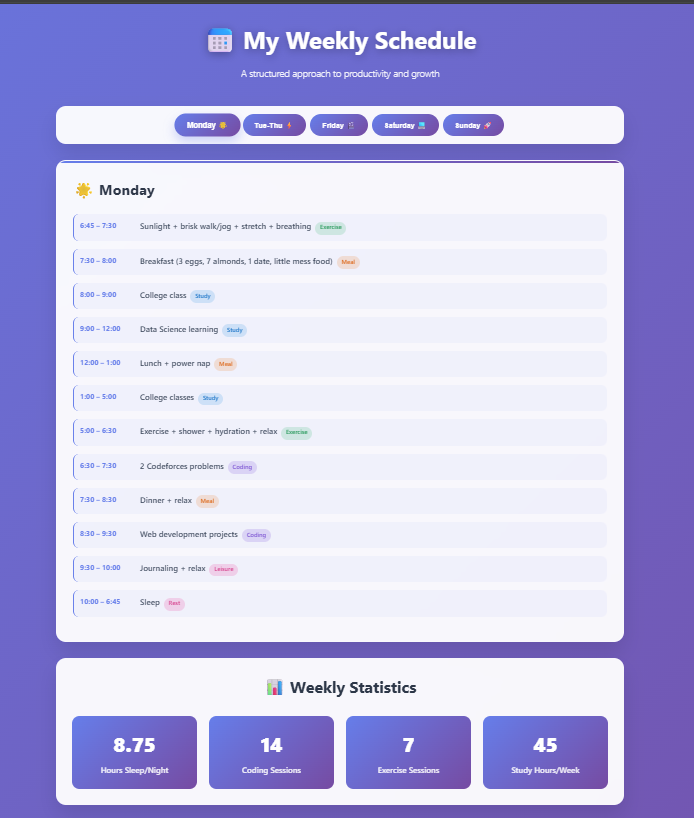 My Weekly Schedule
A structured approach to productivity and growth
Monday Tue-Thu Friday Saturday Sunday
Monday
6:45 – 7:30 Sunlight + brisk walk/jog + stretch + breathing Exercise
7:30 – 8:00 Breakfast (3 eggs, 7 almonds, 1 date, little mess food) Meal
8:00 – 9:00 College class Study
9:00 – 12:00 Data Science learning Study
12:00 – 1:00 Lunch + power nap Meal
1:00 – 5:00 College classes Study
5:00 – 6:30 Exercise + shower + hydration + relax Exercise
6:30 – 7:30 2 Codeforces problems Coding
7:30 – 8:30 Dinner + relax Meal
8:30 – 9:30 Web development projects Coding
9:30 – 10:00 Journaling + relax Leisure
10:00 – 6:45 Sleep Rest
Weekly Statistics
8.75 14 7 45
Hours Sleep/Night Coding Sessions Exercise Sessions Study Hours/Week